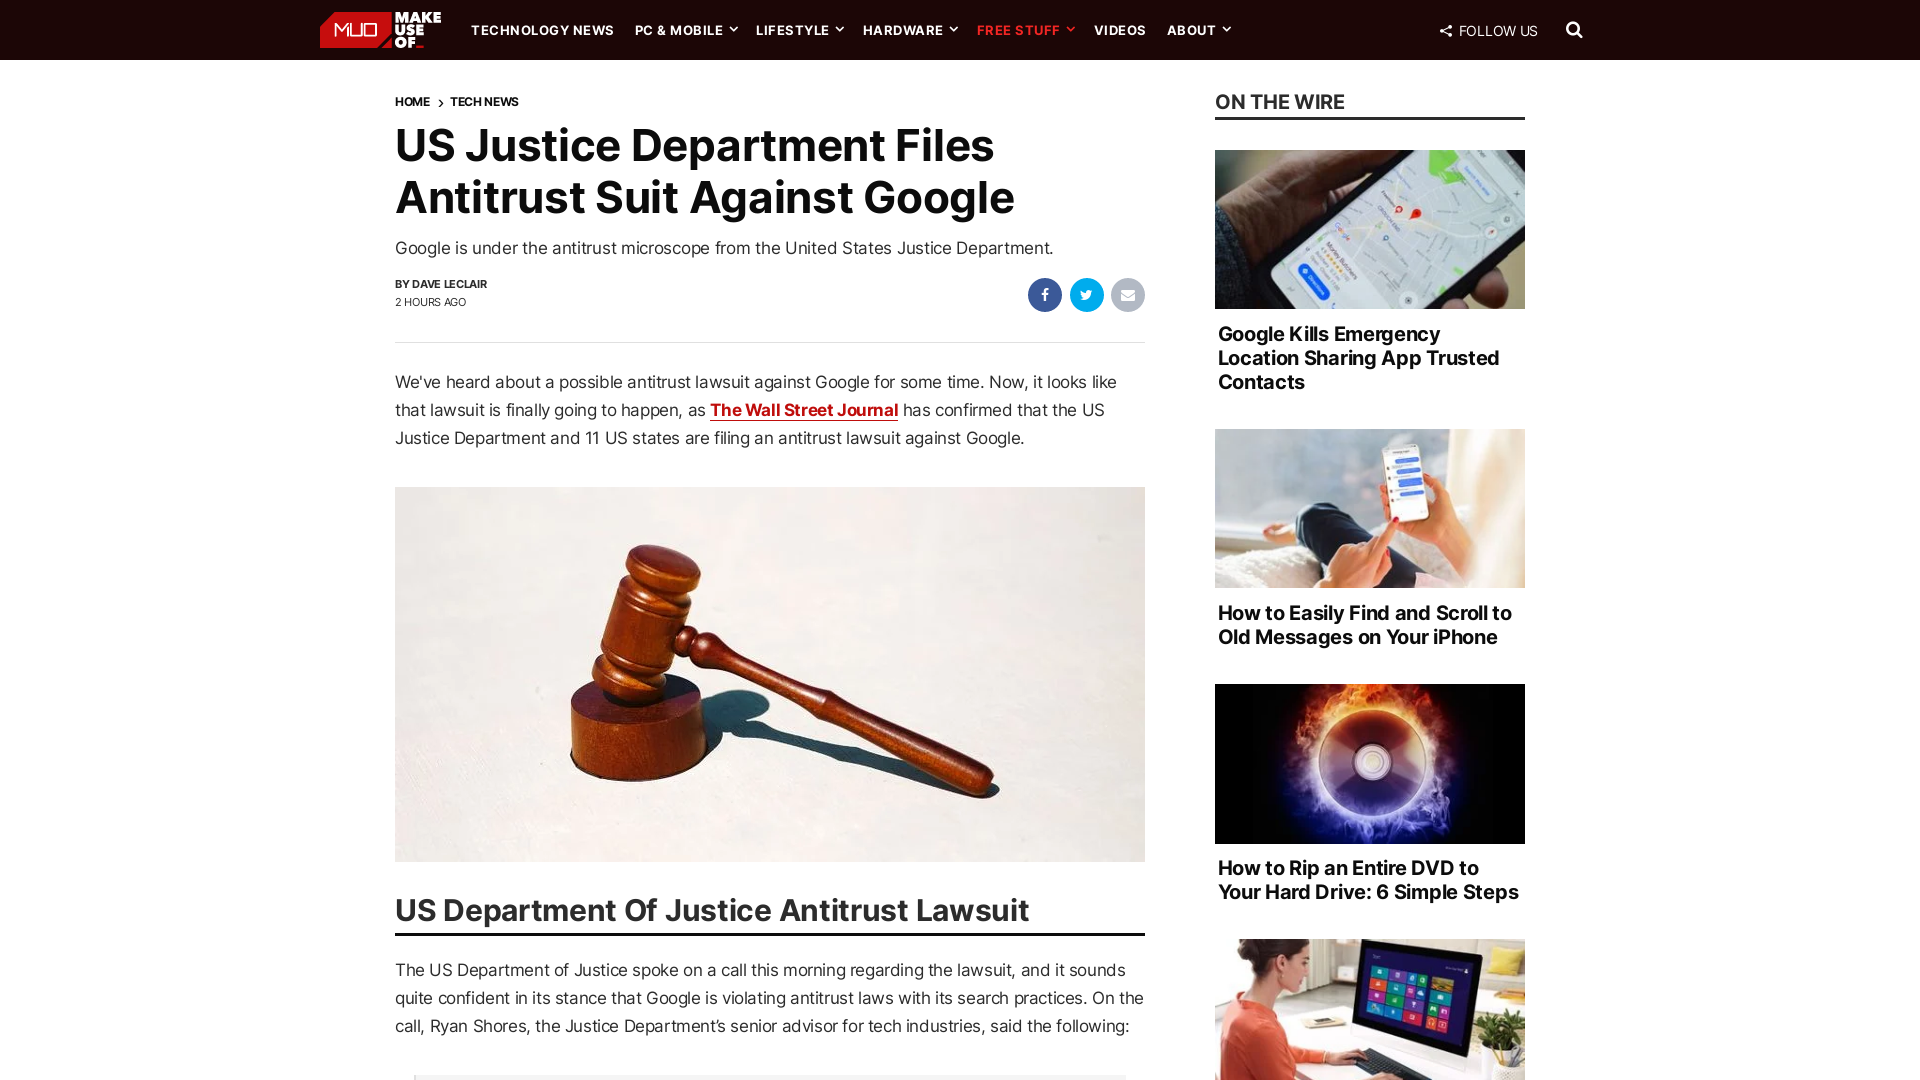 MUO MAKE
USE
OF_
TECHNOLOGY NEWS PC & MOBILE LIFESTYLE HARDWARE FREE STUFF VIDEOS ABOUT FOLLOW US
HOME › TECH NEWS
US Justice Department Files
Antitrust Suit Against Google
Google is under the antitrust microscope from the United States Justice Department.
BY DAVE LECLAIR
2 HOURS AGO
We've heard about a possible antitrust lawsuit against Google for some time. Now, it looks like
that lawsuit is finally going to happen, as The Wall Street Journal has confirmed that the US
Justice Department and 11 US states are filing an antitrust lawsuit against Google.
US Department Of Justice Antitrust Lawsuit
The US Department of Justice spoke on a call this morning regarding the lawsuit, and it sounds
quite confident in its stance that Google is violating antitrust laws with its search practices. On the
call, Ryan Shores, the Justice Department’s senior advisor for tech industries, said the following:
ON THE WIRE
Google Kills Emergency
Location Sharing App Trusted
Contacts
How to Easily Find and Scroll to
Old Messages on Your iPhone
How to Rip an Entire DVD to
Your Hard Drive: 6 Simple Steps